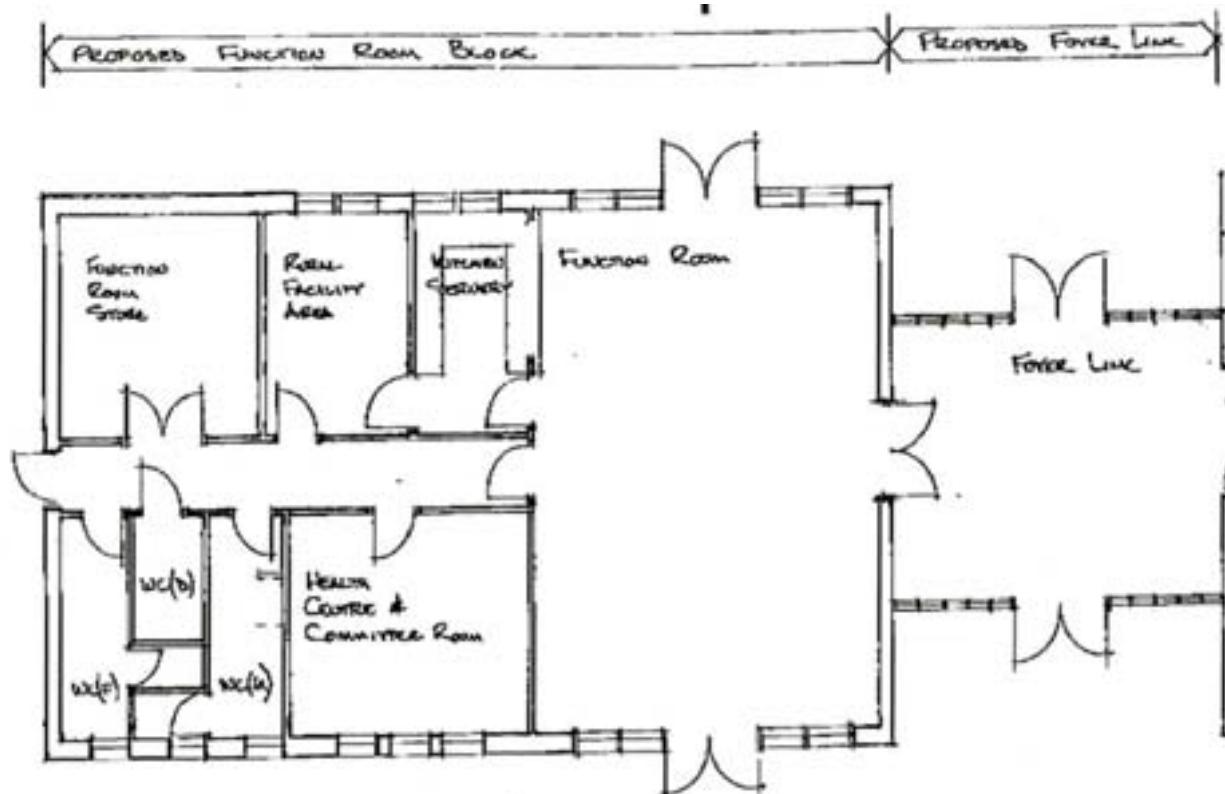 PROPOSED FUNCTION ROOM BLOCK
PROPOSED FOYER LINK
FUNCTION
ROOM
STORE
RURAL
FACILITY
AREA
KITCHEN
SERVERY
FUNCTION ROOM
FOYER LINK
WC(D)
HEALTH
CENTRE &
COMMITTEE ROOM
WC(F)
WC(M)